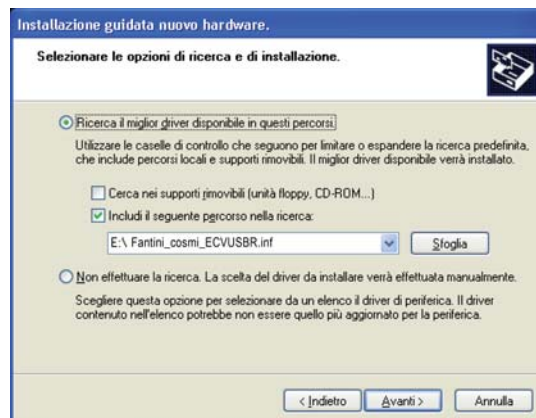 Installazione guidata nuovo hardware.
Selezionare le opzioni di ricerca e di installazione.
Ricerca il miglior driver disponibile in questi percorsi.
Utilizzare le caselle di controllo che seguono per limitare o espandere la ricerca predefinita,
che include percorsi locali e supporti rimovibili. Il miglior driver disponibile verrà installato.
Cerca nei supporti rimovibili (unità floppy, CD-ROM...)
Includi il seguente percorso nella ricerca:
E:\ Fantini_cosmi_ECVUSBR.inf
Sfoglia
Non effettuare la ricerca. La scelta del driver da installare verrà effettuata manualmente.
Scegliere questa opzione per selezionare da un elenco il driver di periferica. Il driver
contenuto nell'elenco potrebbe non essere quello più aggiornato per la periferica.
< Indietro Avanti > Annulla